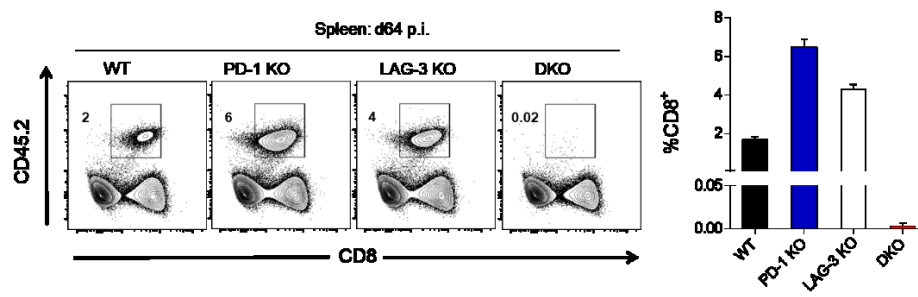 Spleen: d64 p.i.
WT PD-1 KO LAG-3 KO DKO
2 6 4 0.02
CD45.2
CD8
%CD8+
8
6
4
2
0.05
0.00
WT PD-1 KO LAG-3 KO DKO